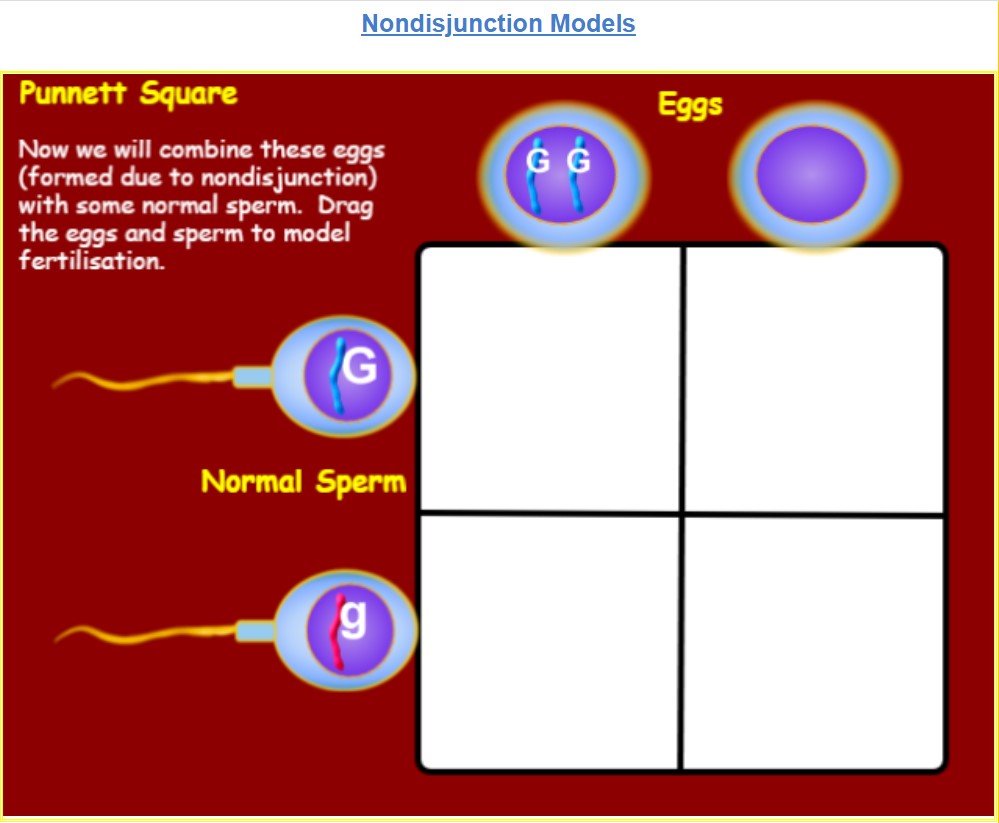 Nondisjunction Models
Punnett Square
Eggs
Now we will combine these eggs
(formed due to nondisjunction)
with some normal sperm. Drag
the eggs and sperm to model
fertilisation.
G G
G
Normal Sperm
g